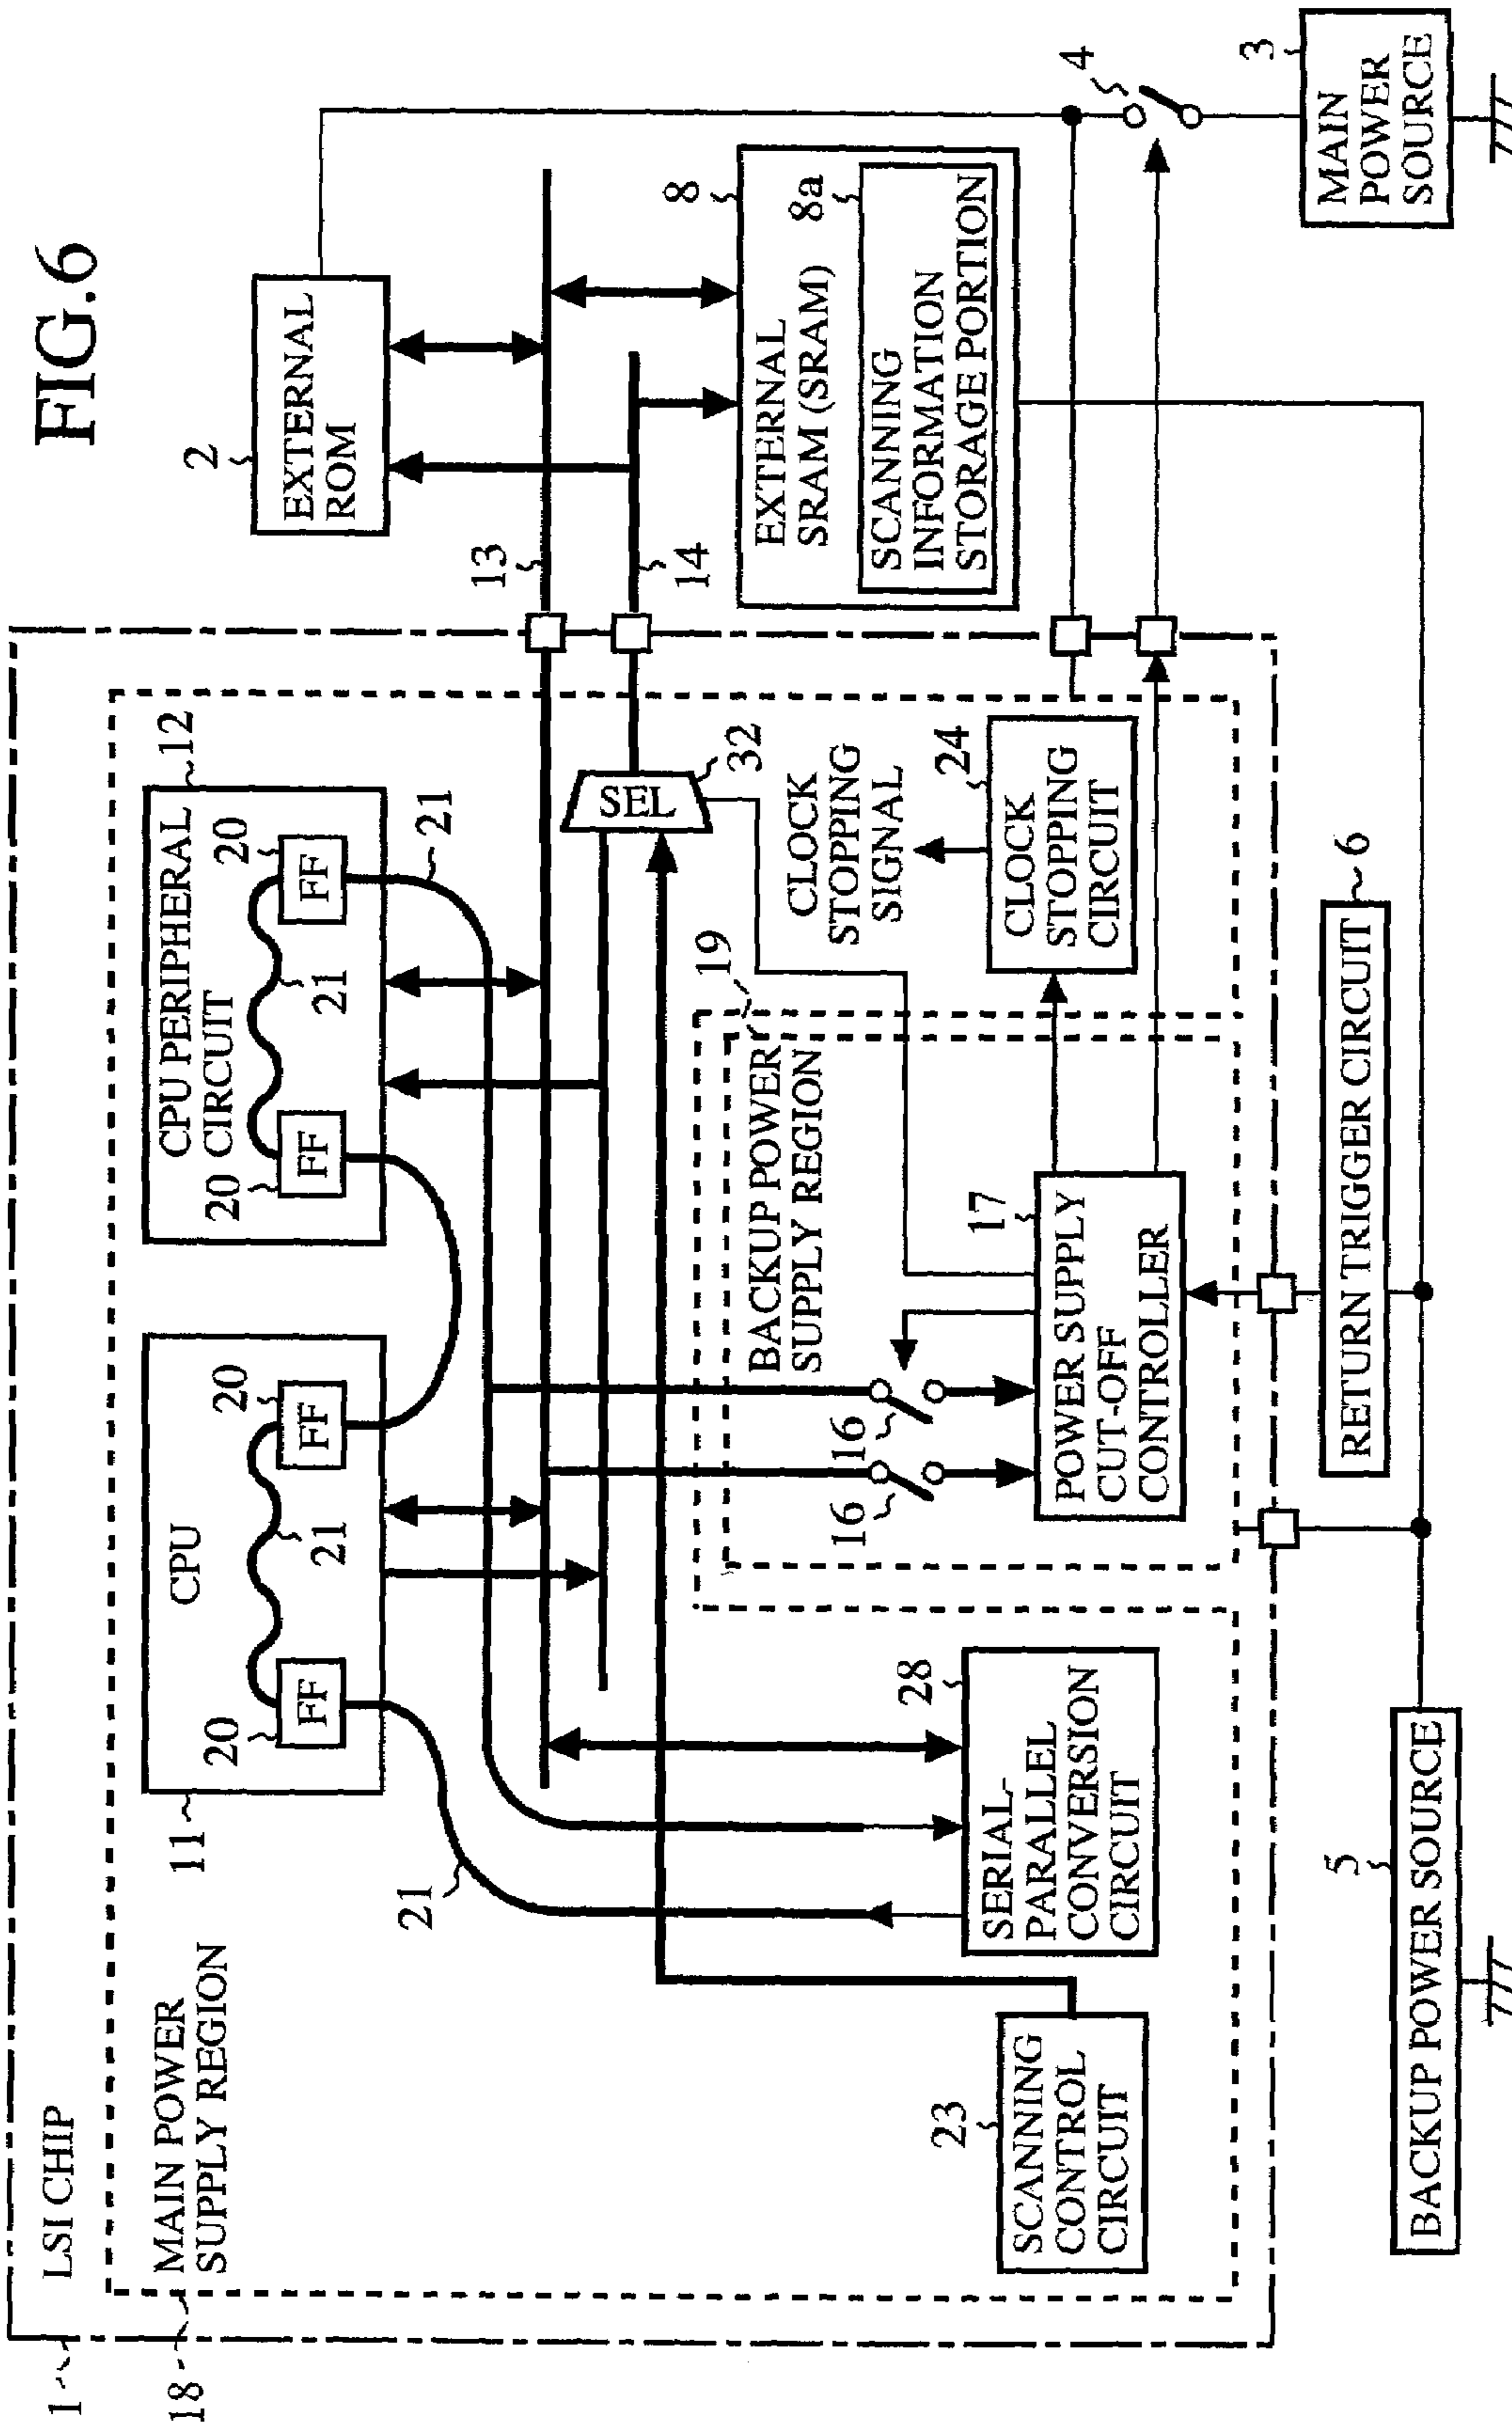 FIG.6
1
LSI CHIP
18
MAIN POWER
SUPPLY REGION
11
CPU
20
FF
21
20
FF
12
CPU PERIPHERAL
CIRCUIT
20
FF
21
20
FF
21
21
2
EXTERNAL
ROM
13
14
SEL
32
8
EXTERNAL
SRAM (SRAM)
8a
SCANNING
INFORMATION
STORAGE PORTION
19
BACKUP POWER
SUPPLY REGION
16
16
17
POWER SUPPLY
CUT-OFF
CONTROLLER
CLOCK
STOPPING
SIGNAL
24
CLOCK
STOPPING
CIRCUIT
28
SERIAL-
PARALLEL
CONVERSION
CIRCUIT
23
SCANNING
CONTROL
CIRCUIT
4
3
MAIN
POWER
SOURCE
5
BACKUP POWER SOURCE
RETURN TRIGGER CIRCUIT
6